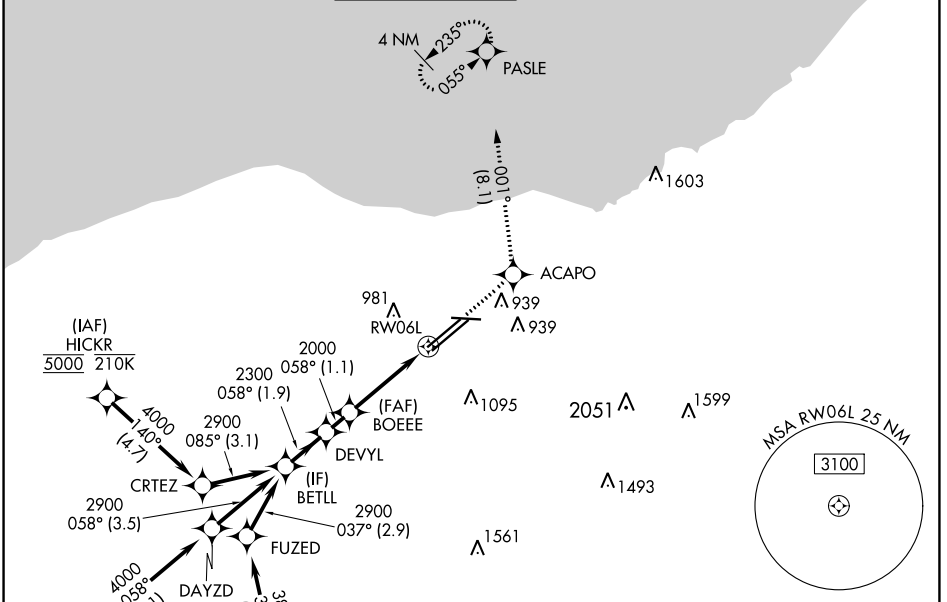 4 NM
235°
055°
PASLE
001°
(8.1)
1603
ACAPO
939
939
981
RW06L
(IAF)
HICKR
5000 210K
2000
058° (1.1)
2300
058° (1.9)
4000
140°
(4.7)
2900
085° (3.1)
(FAF)
BOEEE
DEVYL
1095
2051
1599
MSA RW06L 25 NM
3100
CRTEZ
(IF)
BETLL
1493
2900
058° (3.5)
2900
037° (2.9)
FUZED
1561
4000
058°
DAYZD